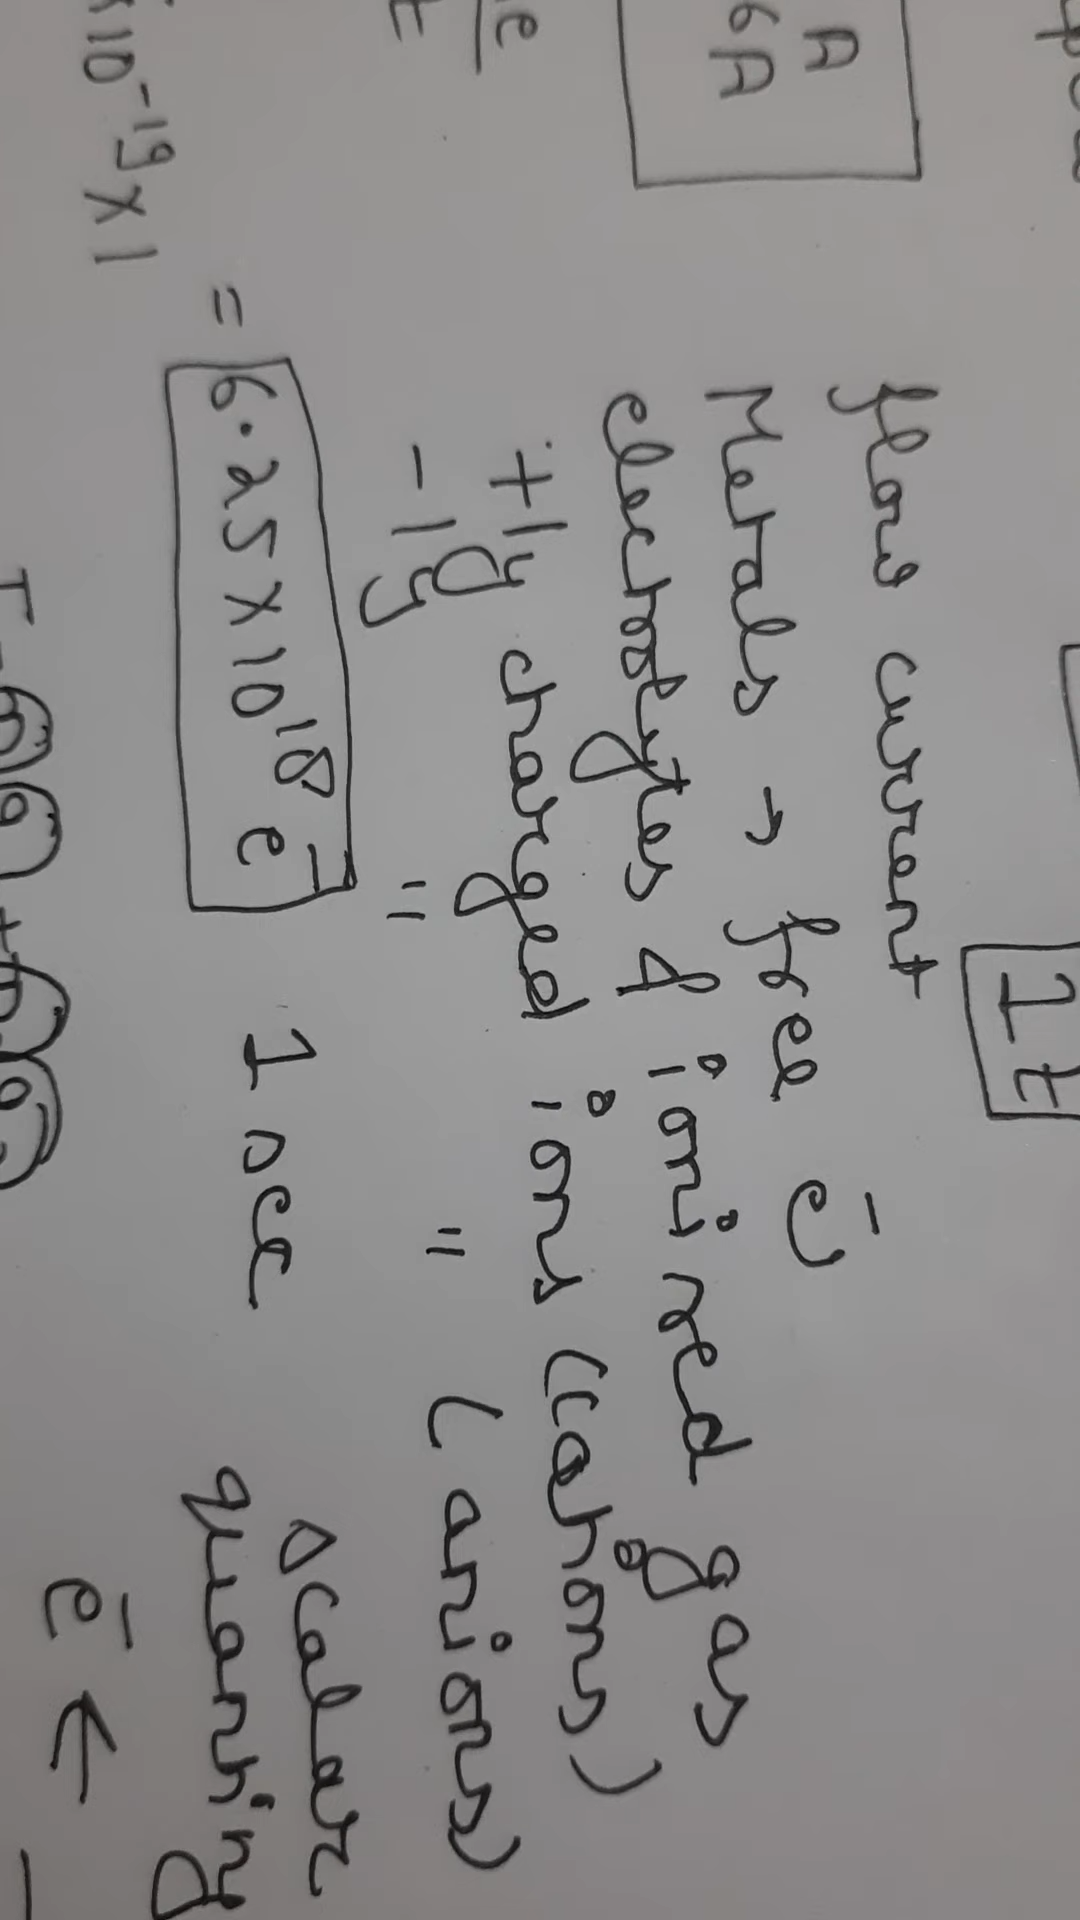 It
A
6A
flow current
Metals → free e⁻
electrolytes & ionized gas
+ly charged ions (cations)
-ly " " (anions)
e
t
= 6.25 x 10¹⁸ e⁻ 1 sec
scalar
quantity
10⁻¹⁹ x 1
e⁻ ←